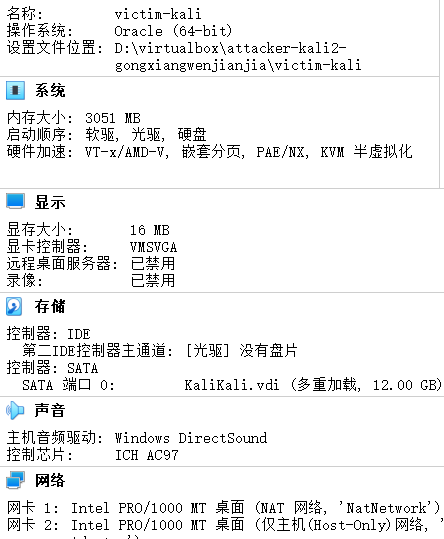 名称: victim-kali
操作系统: Oracle (64-bit)
设置文件位置: D:\virtualbox\attacker-kali2-
gongxiangwenjianjia\victim-kali
系统
内存大小: 3051 MB
启动顺序: 软驱, 光驱, 硬盘
硬件加速: VT-x/AMD-V, 嵌套分页, PAE/NX, KVM 半虚拟化
显示
显存大小: 16 MB
显卡控制器: VMSVGA
远程桌面服务器: 已禁用
录像: 已禁用
存储
控制器: IDE
第二IDE控制器主通道: [光驱] 没有盘片
控制器: SATA
SATA 端口 0: KaliKali.vdi (多重加载, 12.00 GB)
声音
主机音频驱动: Windows DirectSound
控制芯片: ICH AC97
网络
网卡 1: Intel PRO/1000 MT 桌面 (NAT 网络, 'NatNetwork')
网卡 2: Intel PRO/1000 MT 桌面 (仅主机(Host-Only)网络, '